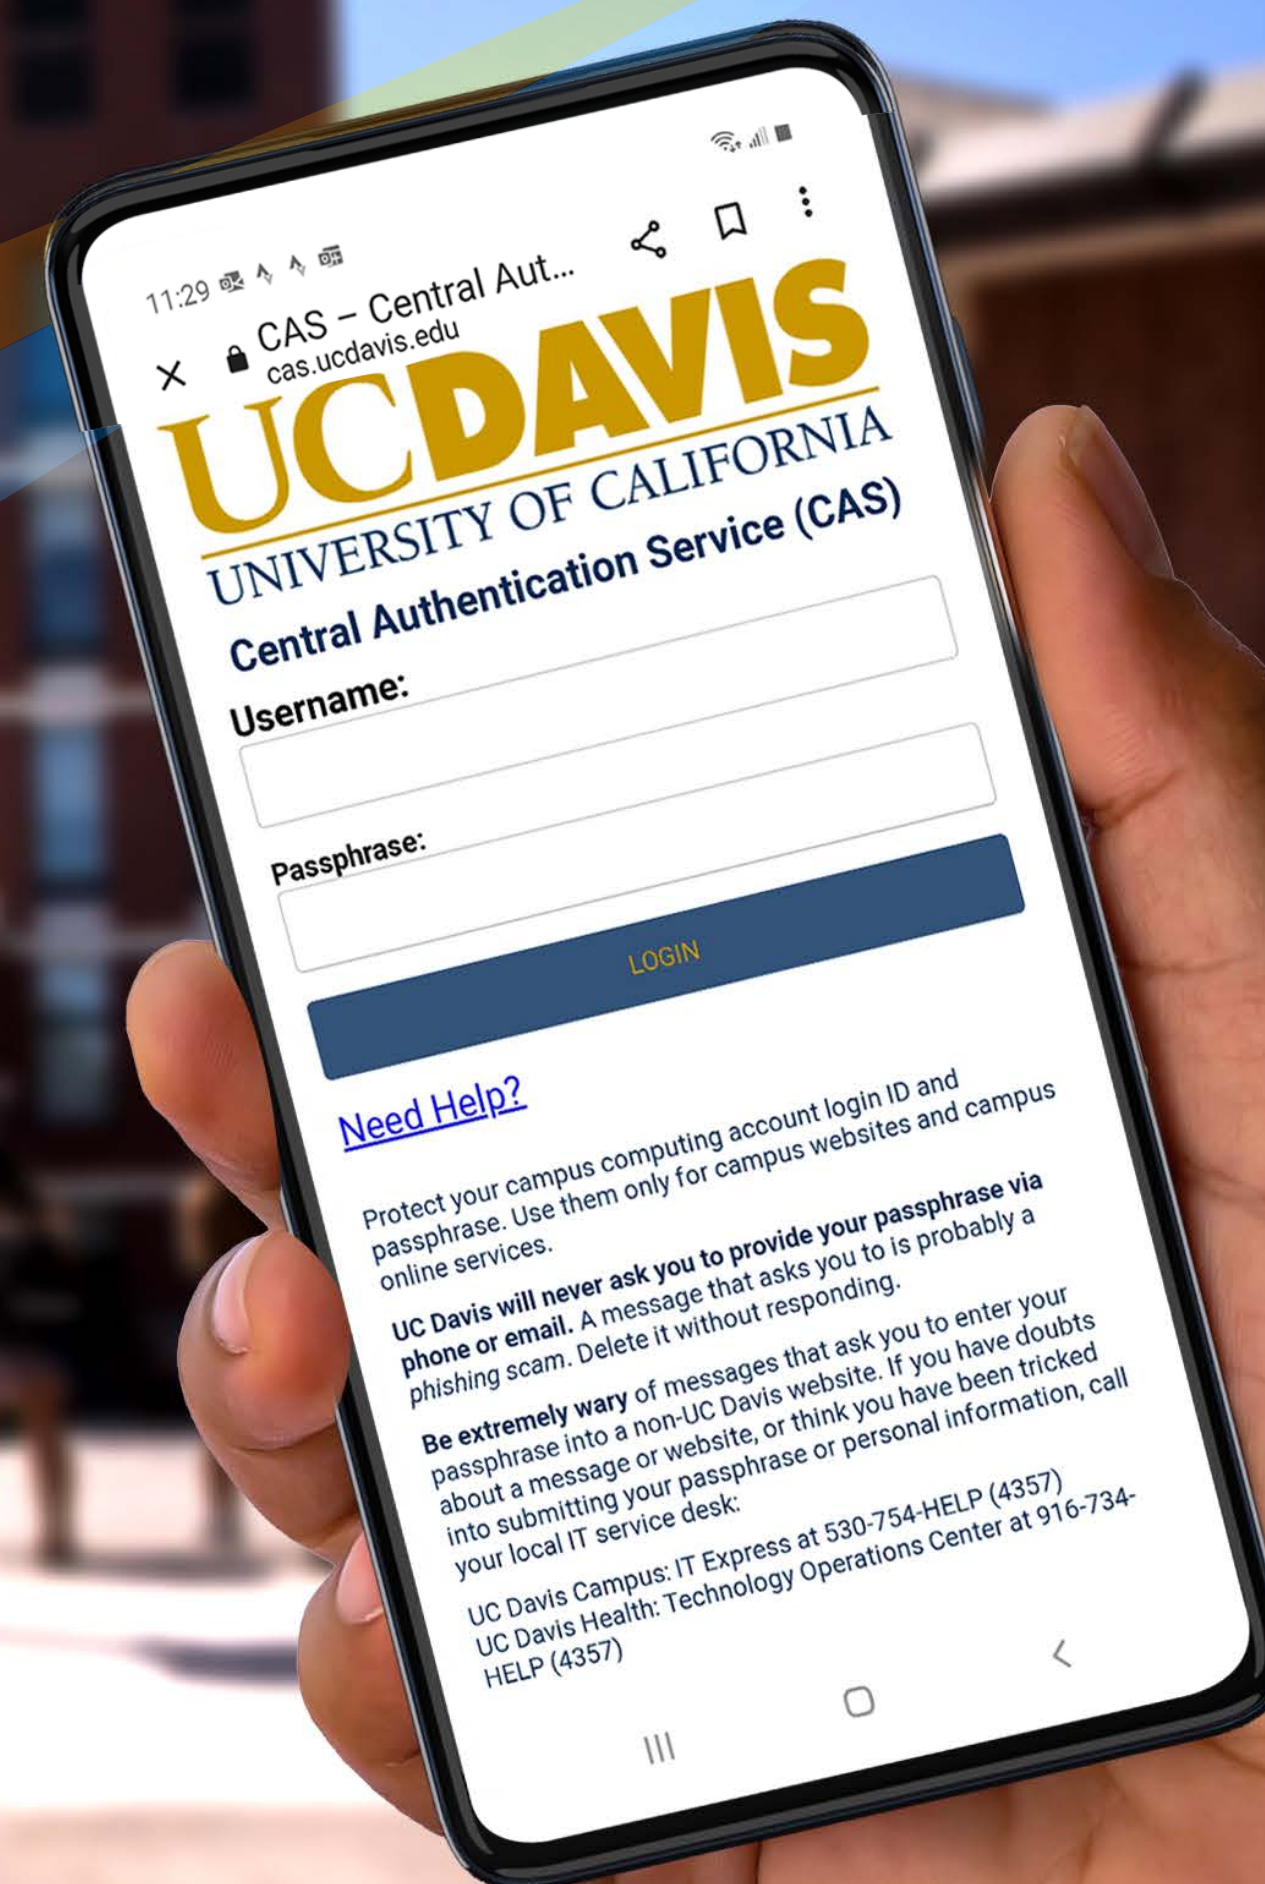 11:29
CAS – Central Aut...
cas.ucdavis.edu
UCDAVIS
UNIVERSITY OF CALIFORNIA
Central Authentication Service (CAS)
Username:
Passphrase:
LOGIN
Need Help?
Protect your campus computing account login ID and
passphrase. Use them only for campus websites and campus
online services.
UC Davis will never ask you to provide your passphrase via
phone or email. A message that asks you to is probably a
phishing scam. Delete it without responding.
Be extremely wary of messages that ask you to enter your
passphrase into a non-UC Davis website. If you have doubts
about a message or website, or think you have been tricked
into submitting your passphrase or personal information, call
your local IT service desk:
UC Davis Campus: IT Express at 530-754-HELP (4357)
UC Davis Health: Technology Operations Center at 916-734-
HELP (4357)